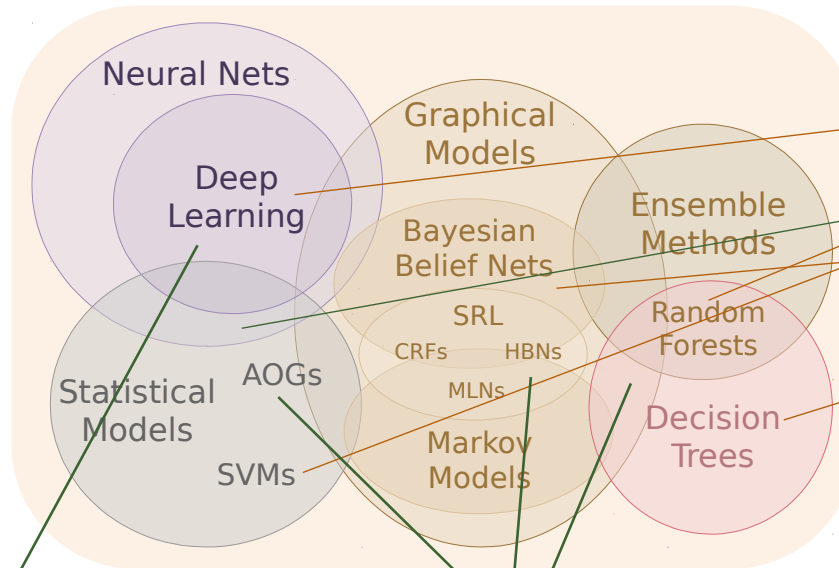 Neural Nets
Graphical
Models
Deep
Learning
Ensemble
Methods
Bayesian
Belief Nets
SRL
Random
Forests
CRFs
HBNs
AOGs
MLNs
Statistical
Models
Decision
Trees
Markov
Models
SVMs